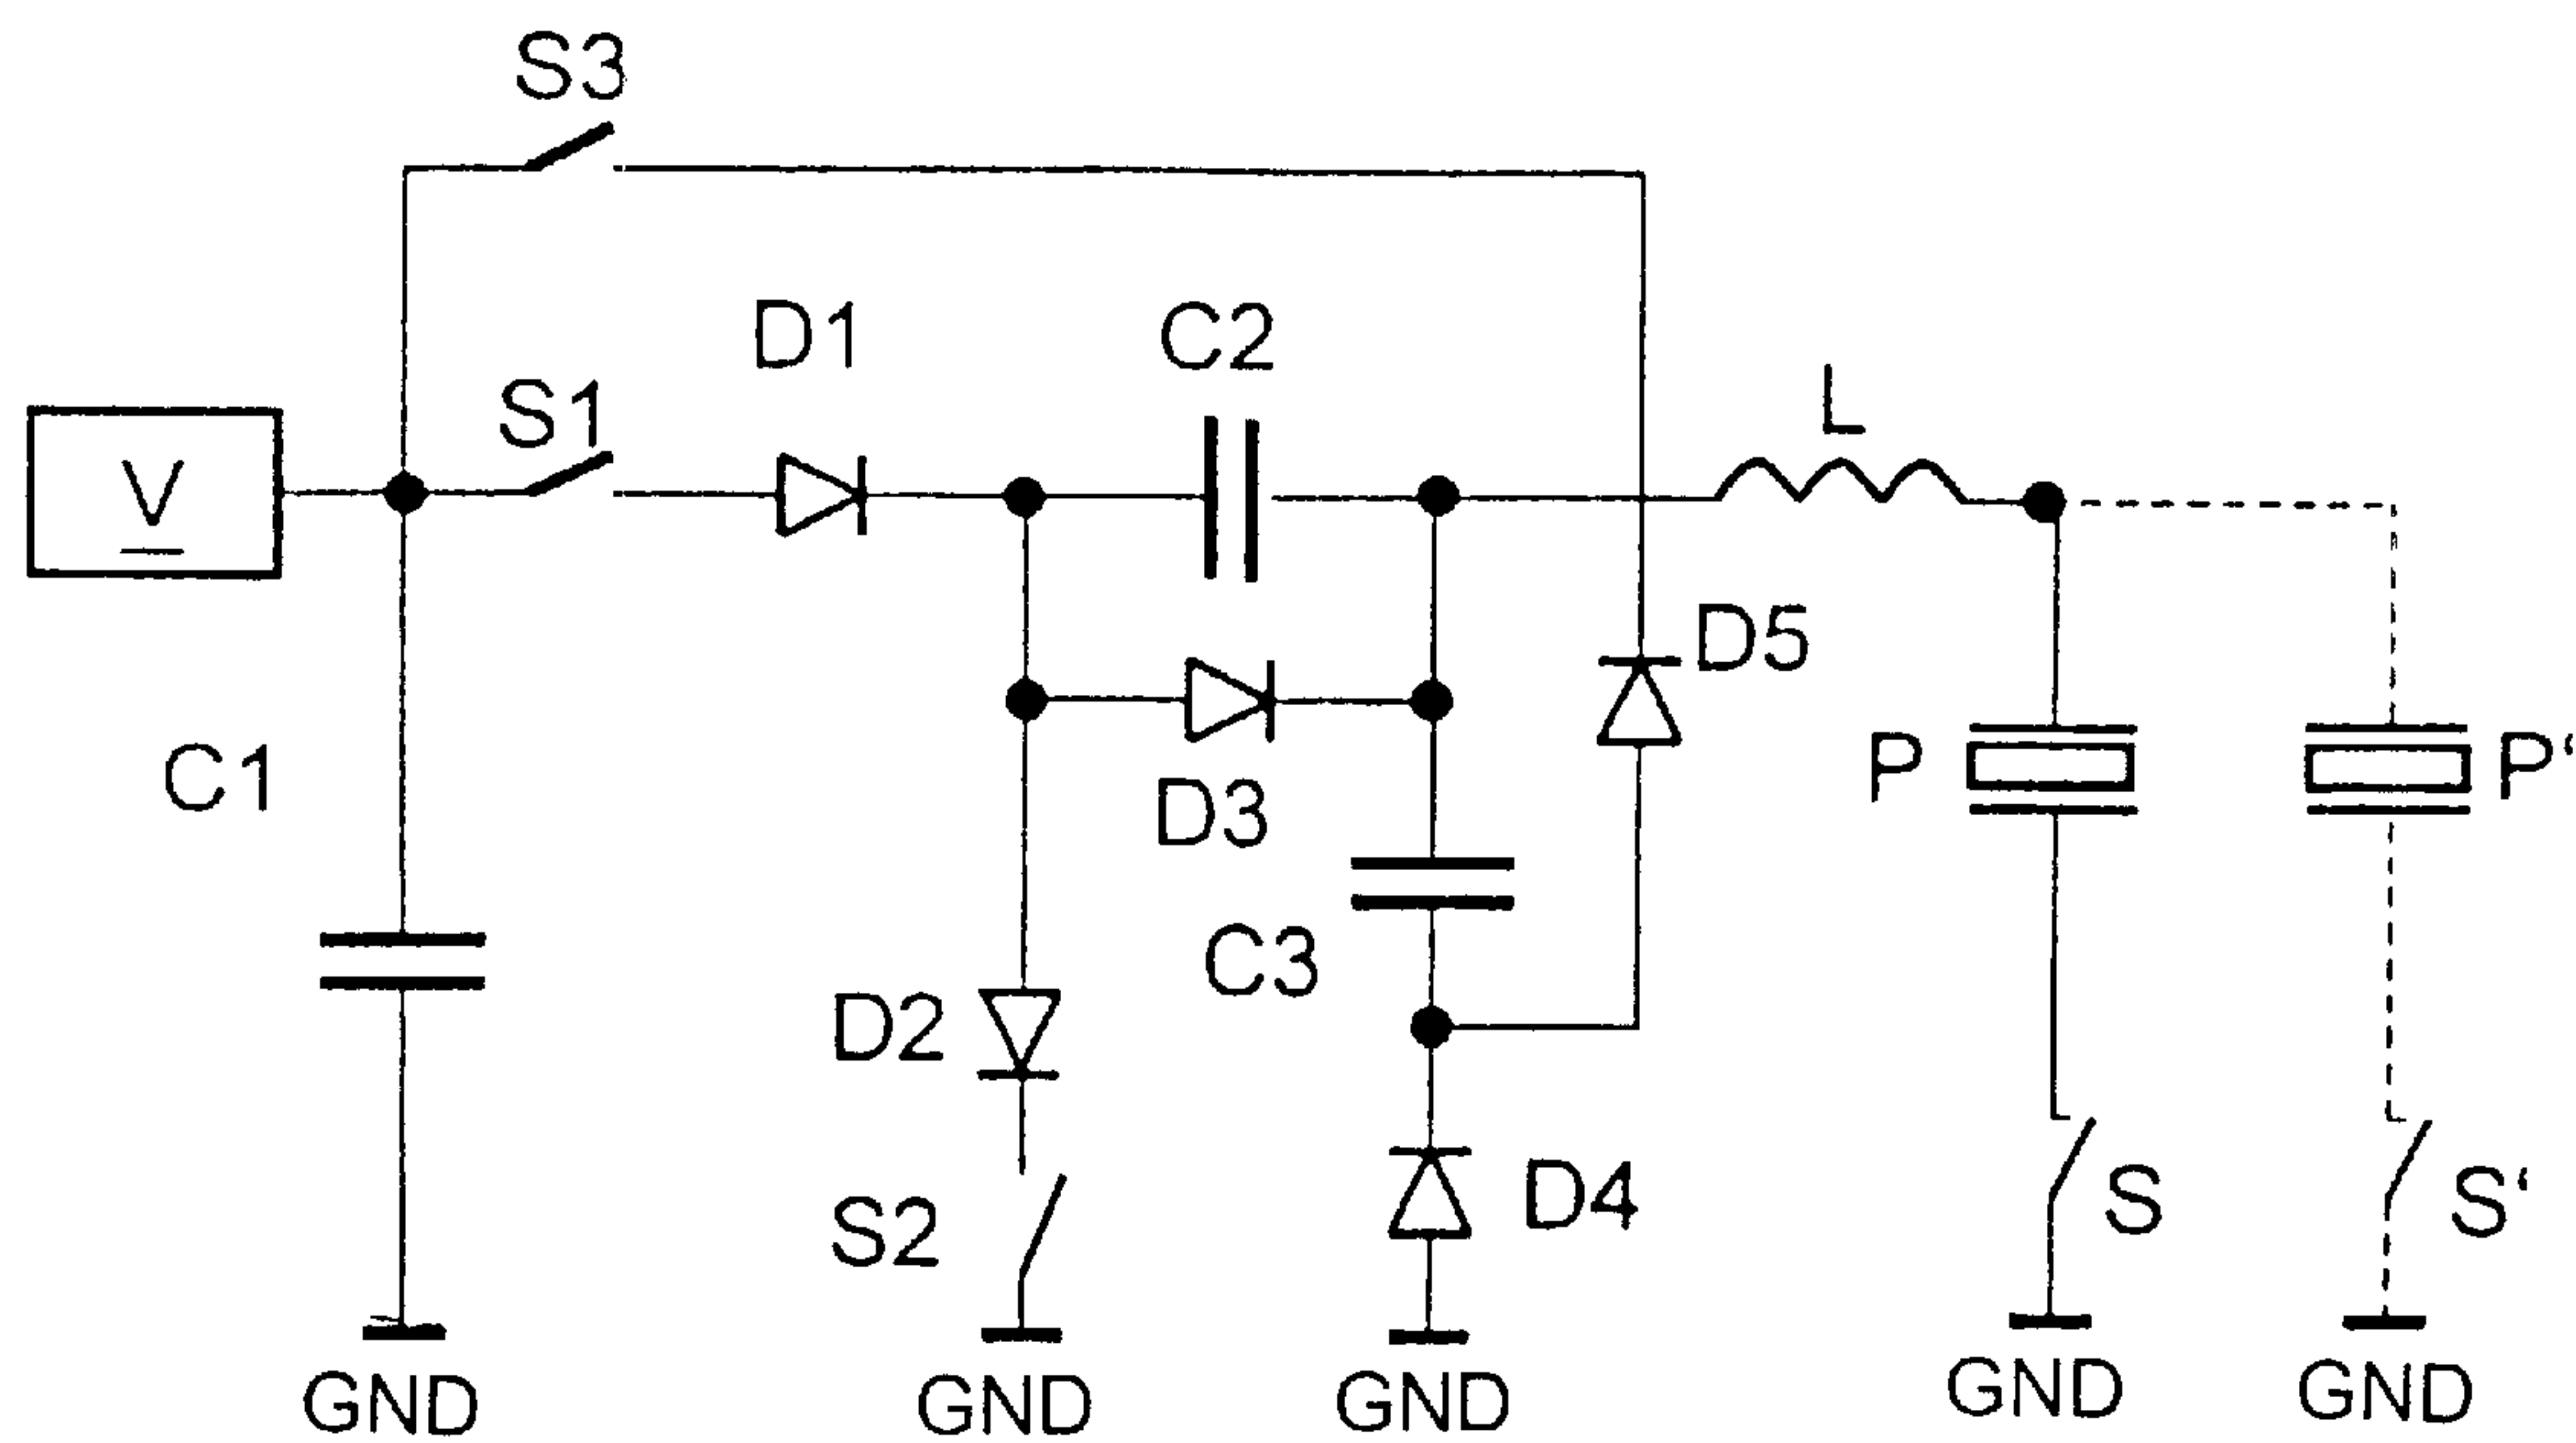 S3
D1
C2
L
S1
V
D5
C1
P
P‘
D3
C3
D2
D4
S2
S
S‘
GND
GND
GND
GND
GND